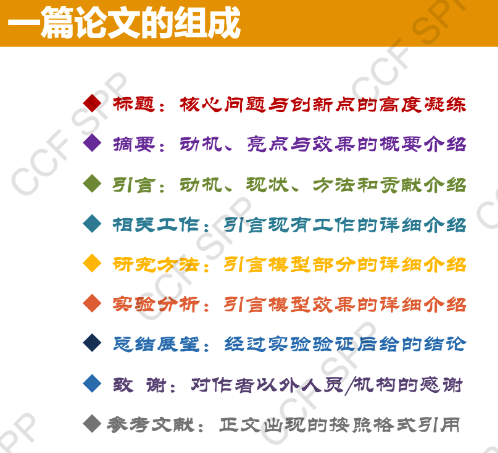 一篇论文的组成
标题：核心问题与创新点的高度凝练
摘要：动机、亮点与效果的概要介绍
引言：动机、现状、方法和贡献介绍
相关工作：引言现有工作的详细介绍
研究方法：引言模型部分的详细介绍
实验分析：引言模型效果的详细介绍
总结展望：经过实验验证后给的结论
致 谢：对作者以外人员/机构的感谢
参考文献：正文出现的按照格式引用
CCF SPP
CCF SPP
CCF SPP
CCF SPP